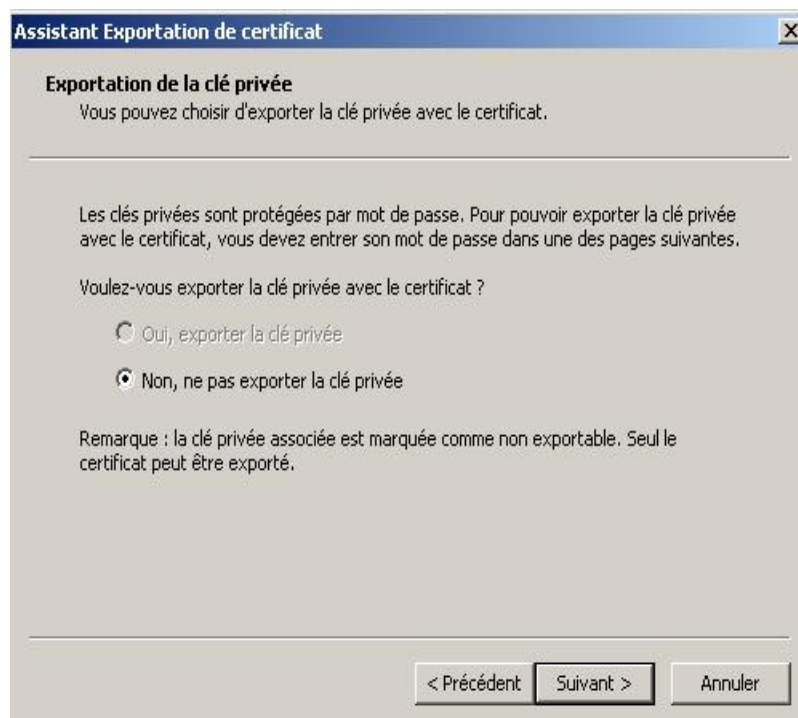 Assistant Exportation de certificat
Exportation de la clé privée
Vous pouvez choisir d'exporter la clé privée avec le certificat.
Les clés privées sont protégées par mot de passe. Pour pouvoir exporter la clé privée
avec le certificat, vous devez entrer son mot de passe dans une des pages suivantes.
Voulez-vous exporter la clé privée avec le certificat ?
Oui, exporter la clé privée
Non, ne pas exporter la clé privée
Remarque : la clé privée associée est marquée comme non exportable. Seul le
certificat peut être exporté.
< Précédent Suivant > Annuler